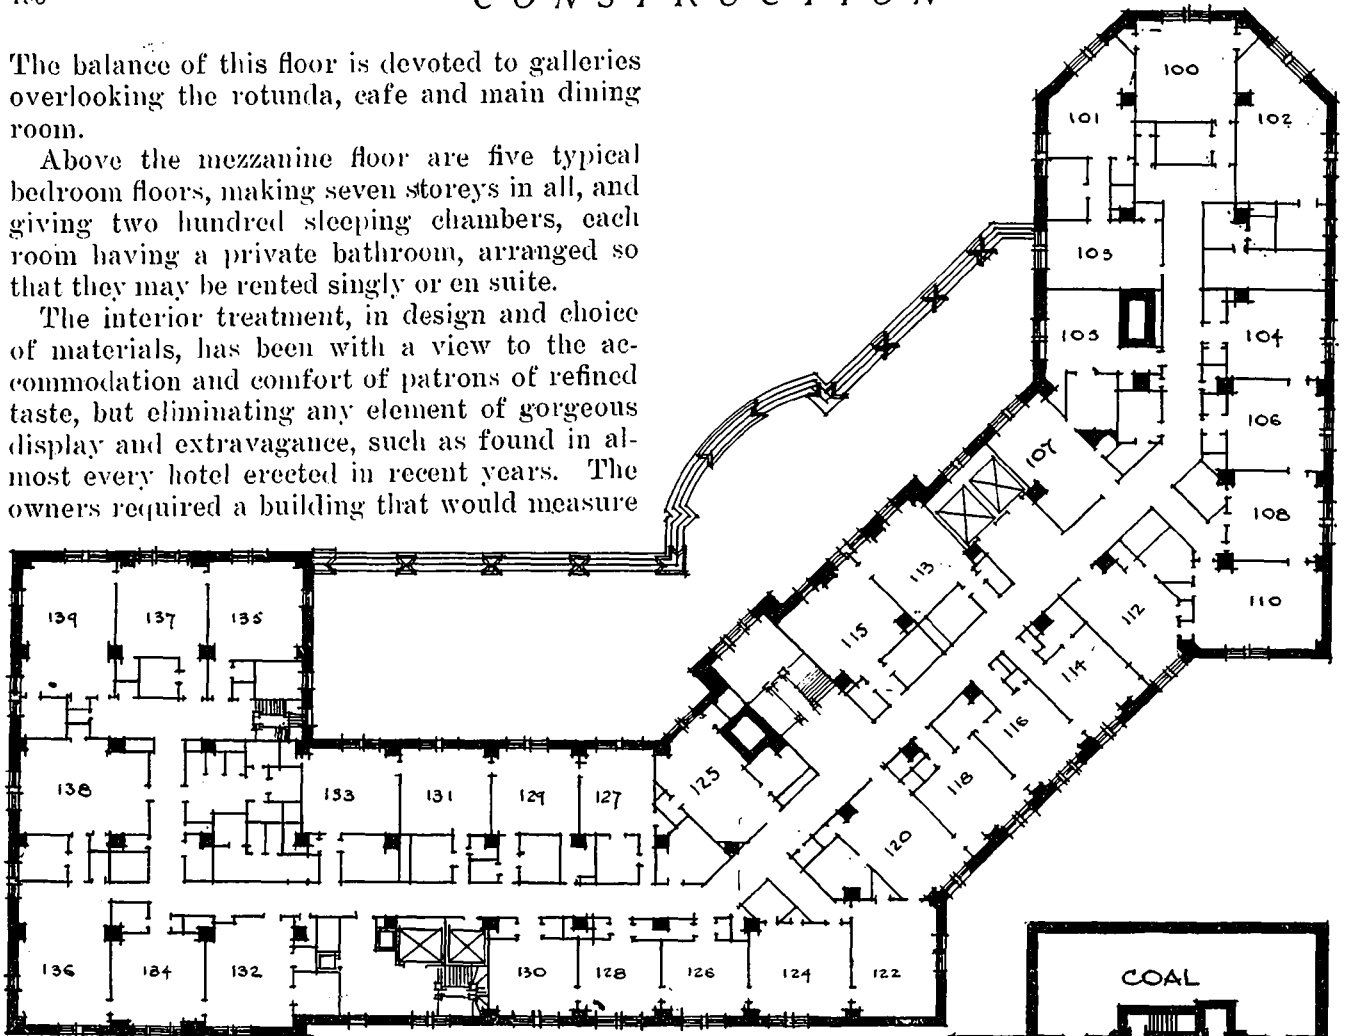 CONSTRUCTION
The balance of this floor is devoted to galleries
overlooking the rotunda, cafe and main dining
room.
Above the mezzanine floor are five typical
bedroom floors, making seven storeys in all, and
giving two hundred sleeping chambers, each
room having a private bathroom, arranged so
that they may be rented singly or en suite.
The interior treatment, in design and choice
of materials, has been with a view to the ac-
commodation and comfort of patrons of refined
taste, but eliminating any element of gorgeous
display and extravagance, such as found in al-
most every hotel erected in recent years. The
owners required a building that would measure
100
101
102
103
105
104
106
107
108
110
113
112
115
114
116
118
120
125
139
137
135
138
133
131
129
127
136
134
132
130
128
126
124
122
COAL